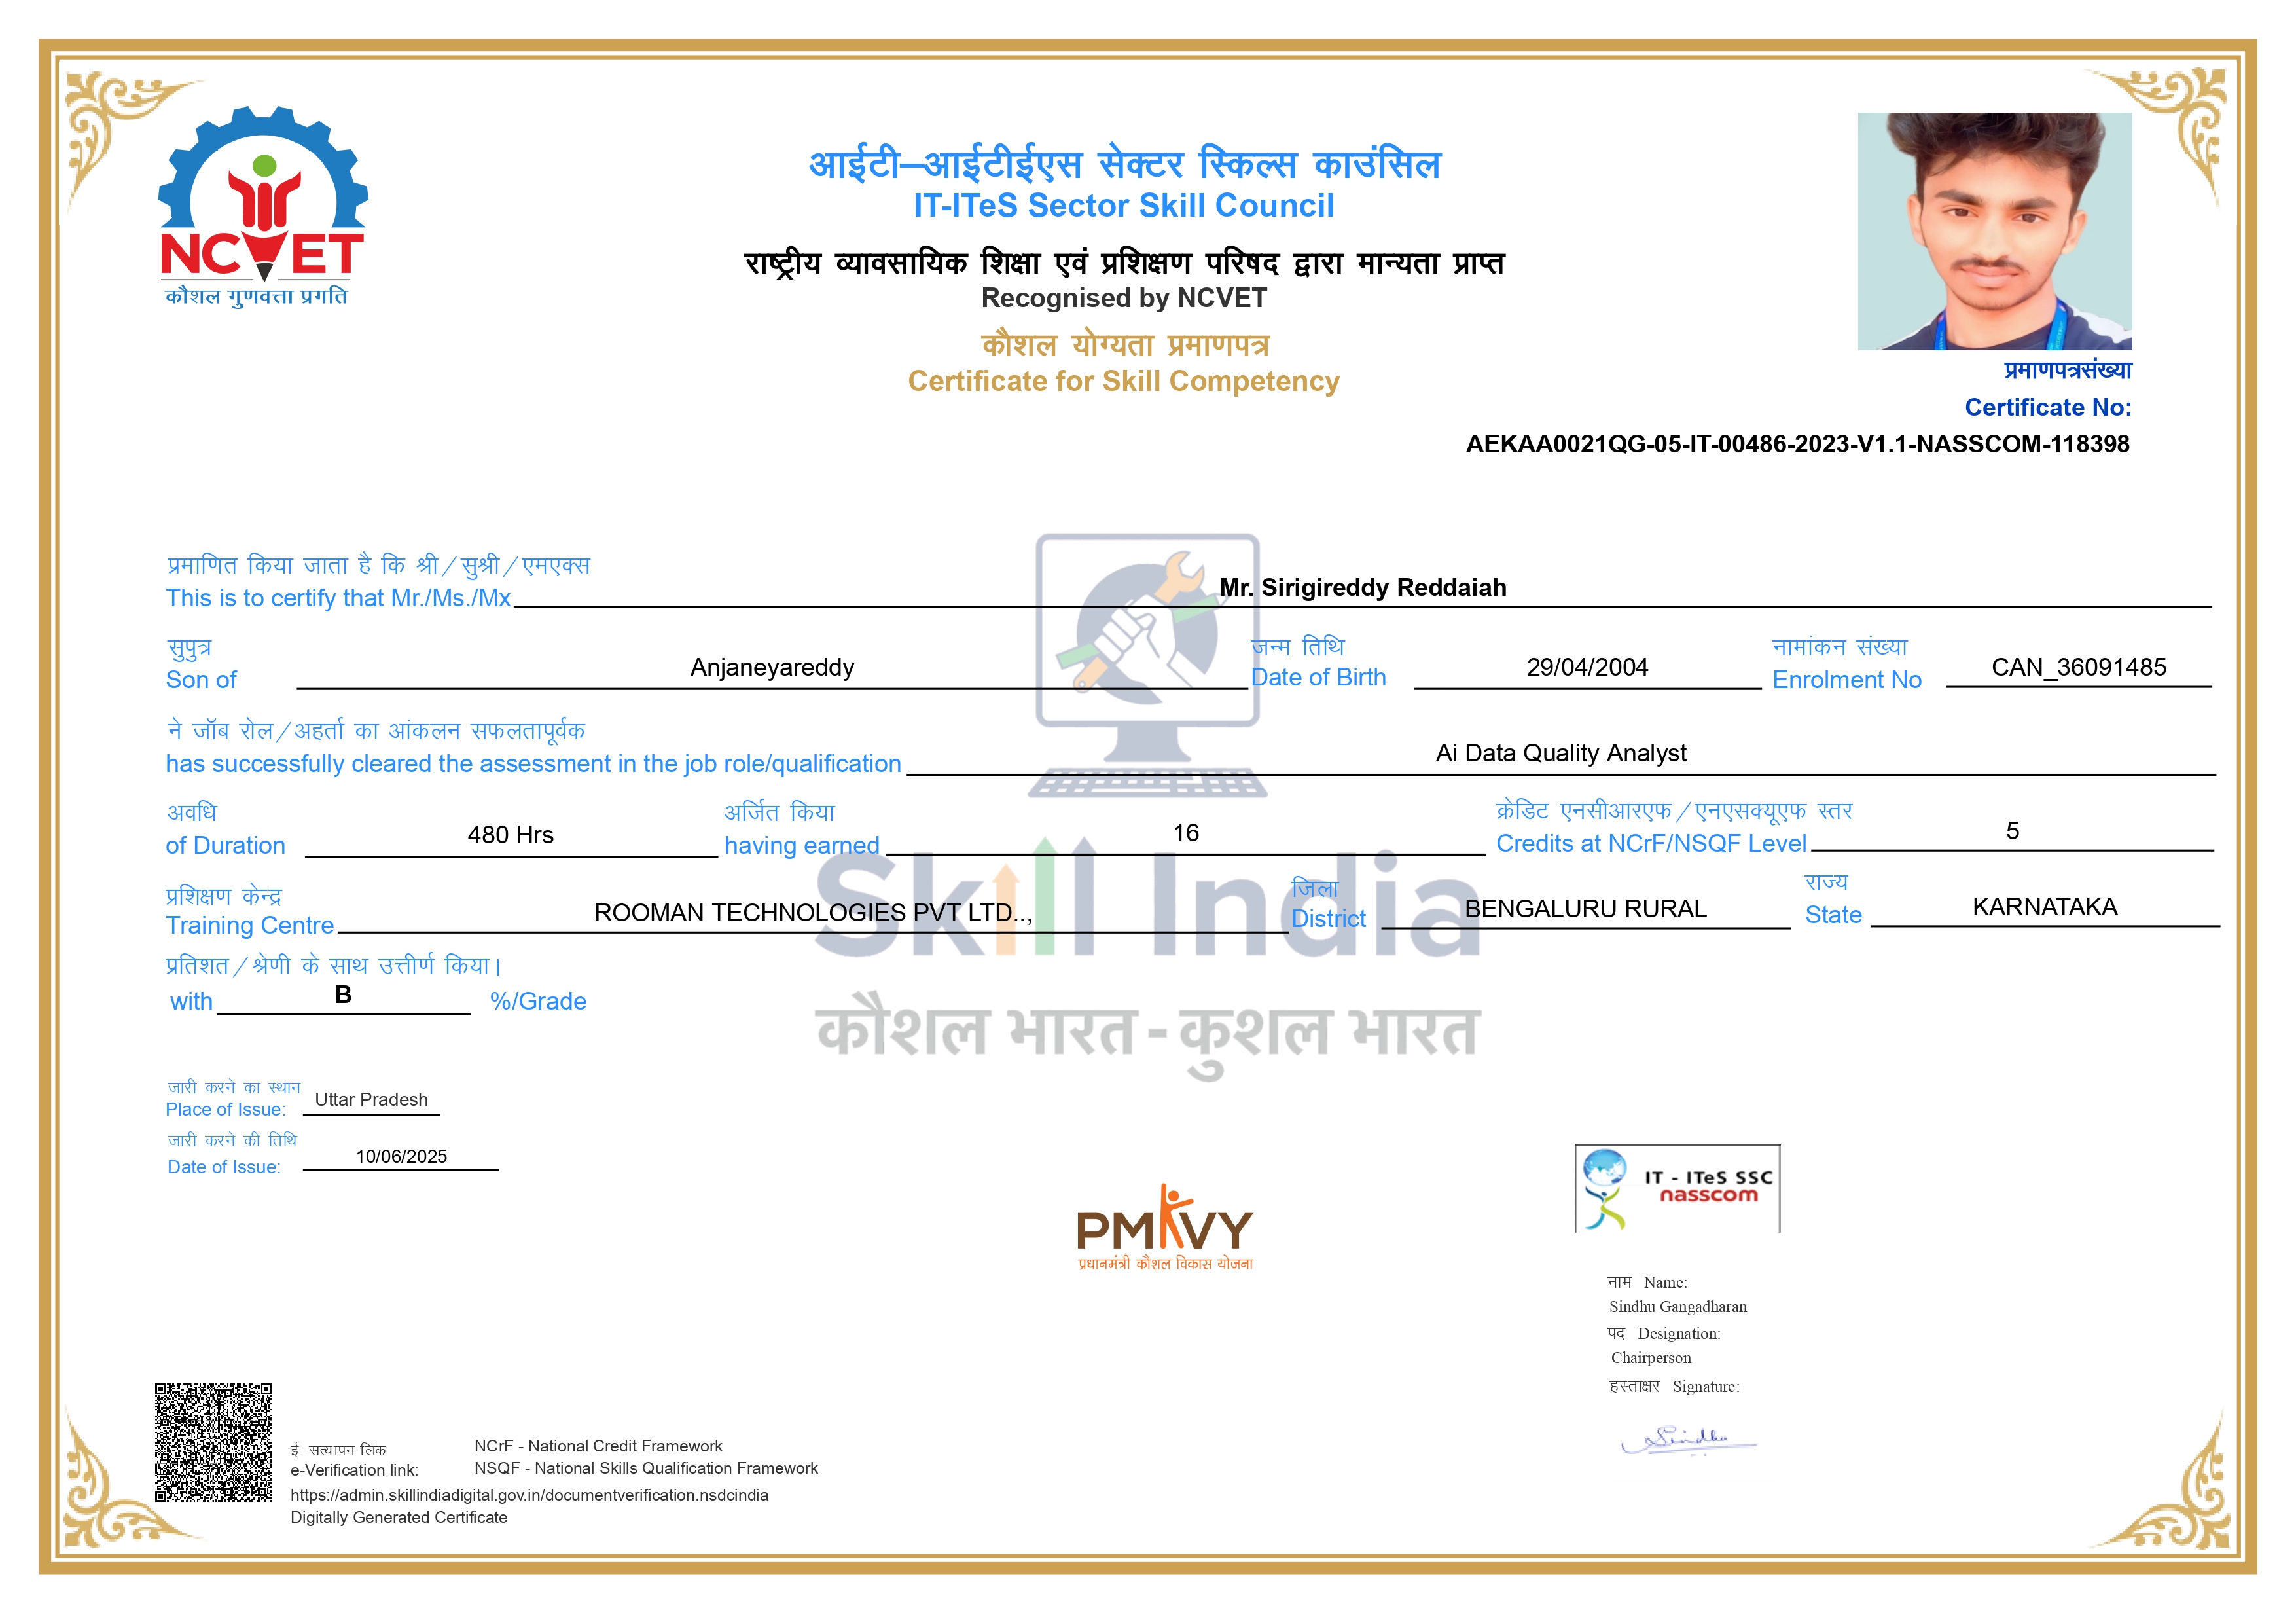 NCVET
कौशल गुणवत्ता प्रगति
आईटी–आईटीईएस सेक्टर स्किल्स काउंसिल
IT-ITeS Sector Skill Council
राष्ट्रीय व्यावसायिक शिक्षा एवं प्रशिक्षण परिषद द्वारा मान्यता प्राप्त
Recognised by NCVET
कौशल योग्यता प्रमाणपत्र
Certificate for Skill Competency
प्रमाणपत्रसंख्या
Certificate No:
AEKAA0021QG-05-IT-00486-2023-V1.1-NASSCOM-118398
प्रमाणित किया जाता है कि श्री/सुश्री/एमएक्स
This is to certify that Mr./Ms./Mx Mr. Sirigireddy Reddaiah
सुपुत्र जन्म तिथि नामांकन संख्या
Son of Anjaneyareddy Date of Birth 29/04/2004 Enrolment No CAN_36091485
ने जॉब रोल/अहर्ता का आंकलन सफलतापूर्वक
has successfully cleared the assessment in the job role/qualification Ai Data Quality Analyst
अवधि अर्जित किया क्रेडिट एनसीआरएफ/एनएसक्यूएफ स्तर
of Duration 480 Hrs having earned 16 Credits at NCrF/NSQF Level 5
प्रशिक्षण केन्द्र जिला राज्य
Training Centre ROOMAN TECHNOLOGIES PVT LTD.., District BENGALURU RURAL State KARNATAKA
Skill India
प्रतिशत/श्रेणी के साथ उत्तीर्ण किया।
with B %/Grade
कौशल भारत - कुशल भारत
जारी करने का स्थान
Place of Issue: Uttar Pradesh
जारी करने की तिथि
Date of Issue: 10/06/2025
PMKVY
प्रधानमंत्री कौशल विकास योजना
IT - ITeS SSC
nasscom
नाम Name:
Sindhu Gangadharan
पद Designation:
Chairperson
हस्ताक्षर Signature:
Sindhu
ई–सत्यापन लिंक NCrF - National Credit Framework
e-Verification link: NSQF - National Skills Qualification Framework
https://admin.skillindiadigital.gov.in/documentverification.nsdcindia
Digitally Generated Certificate